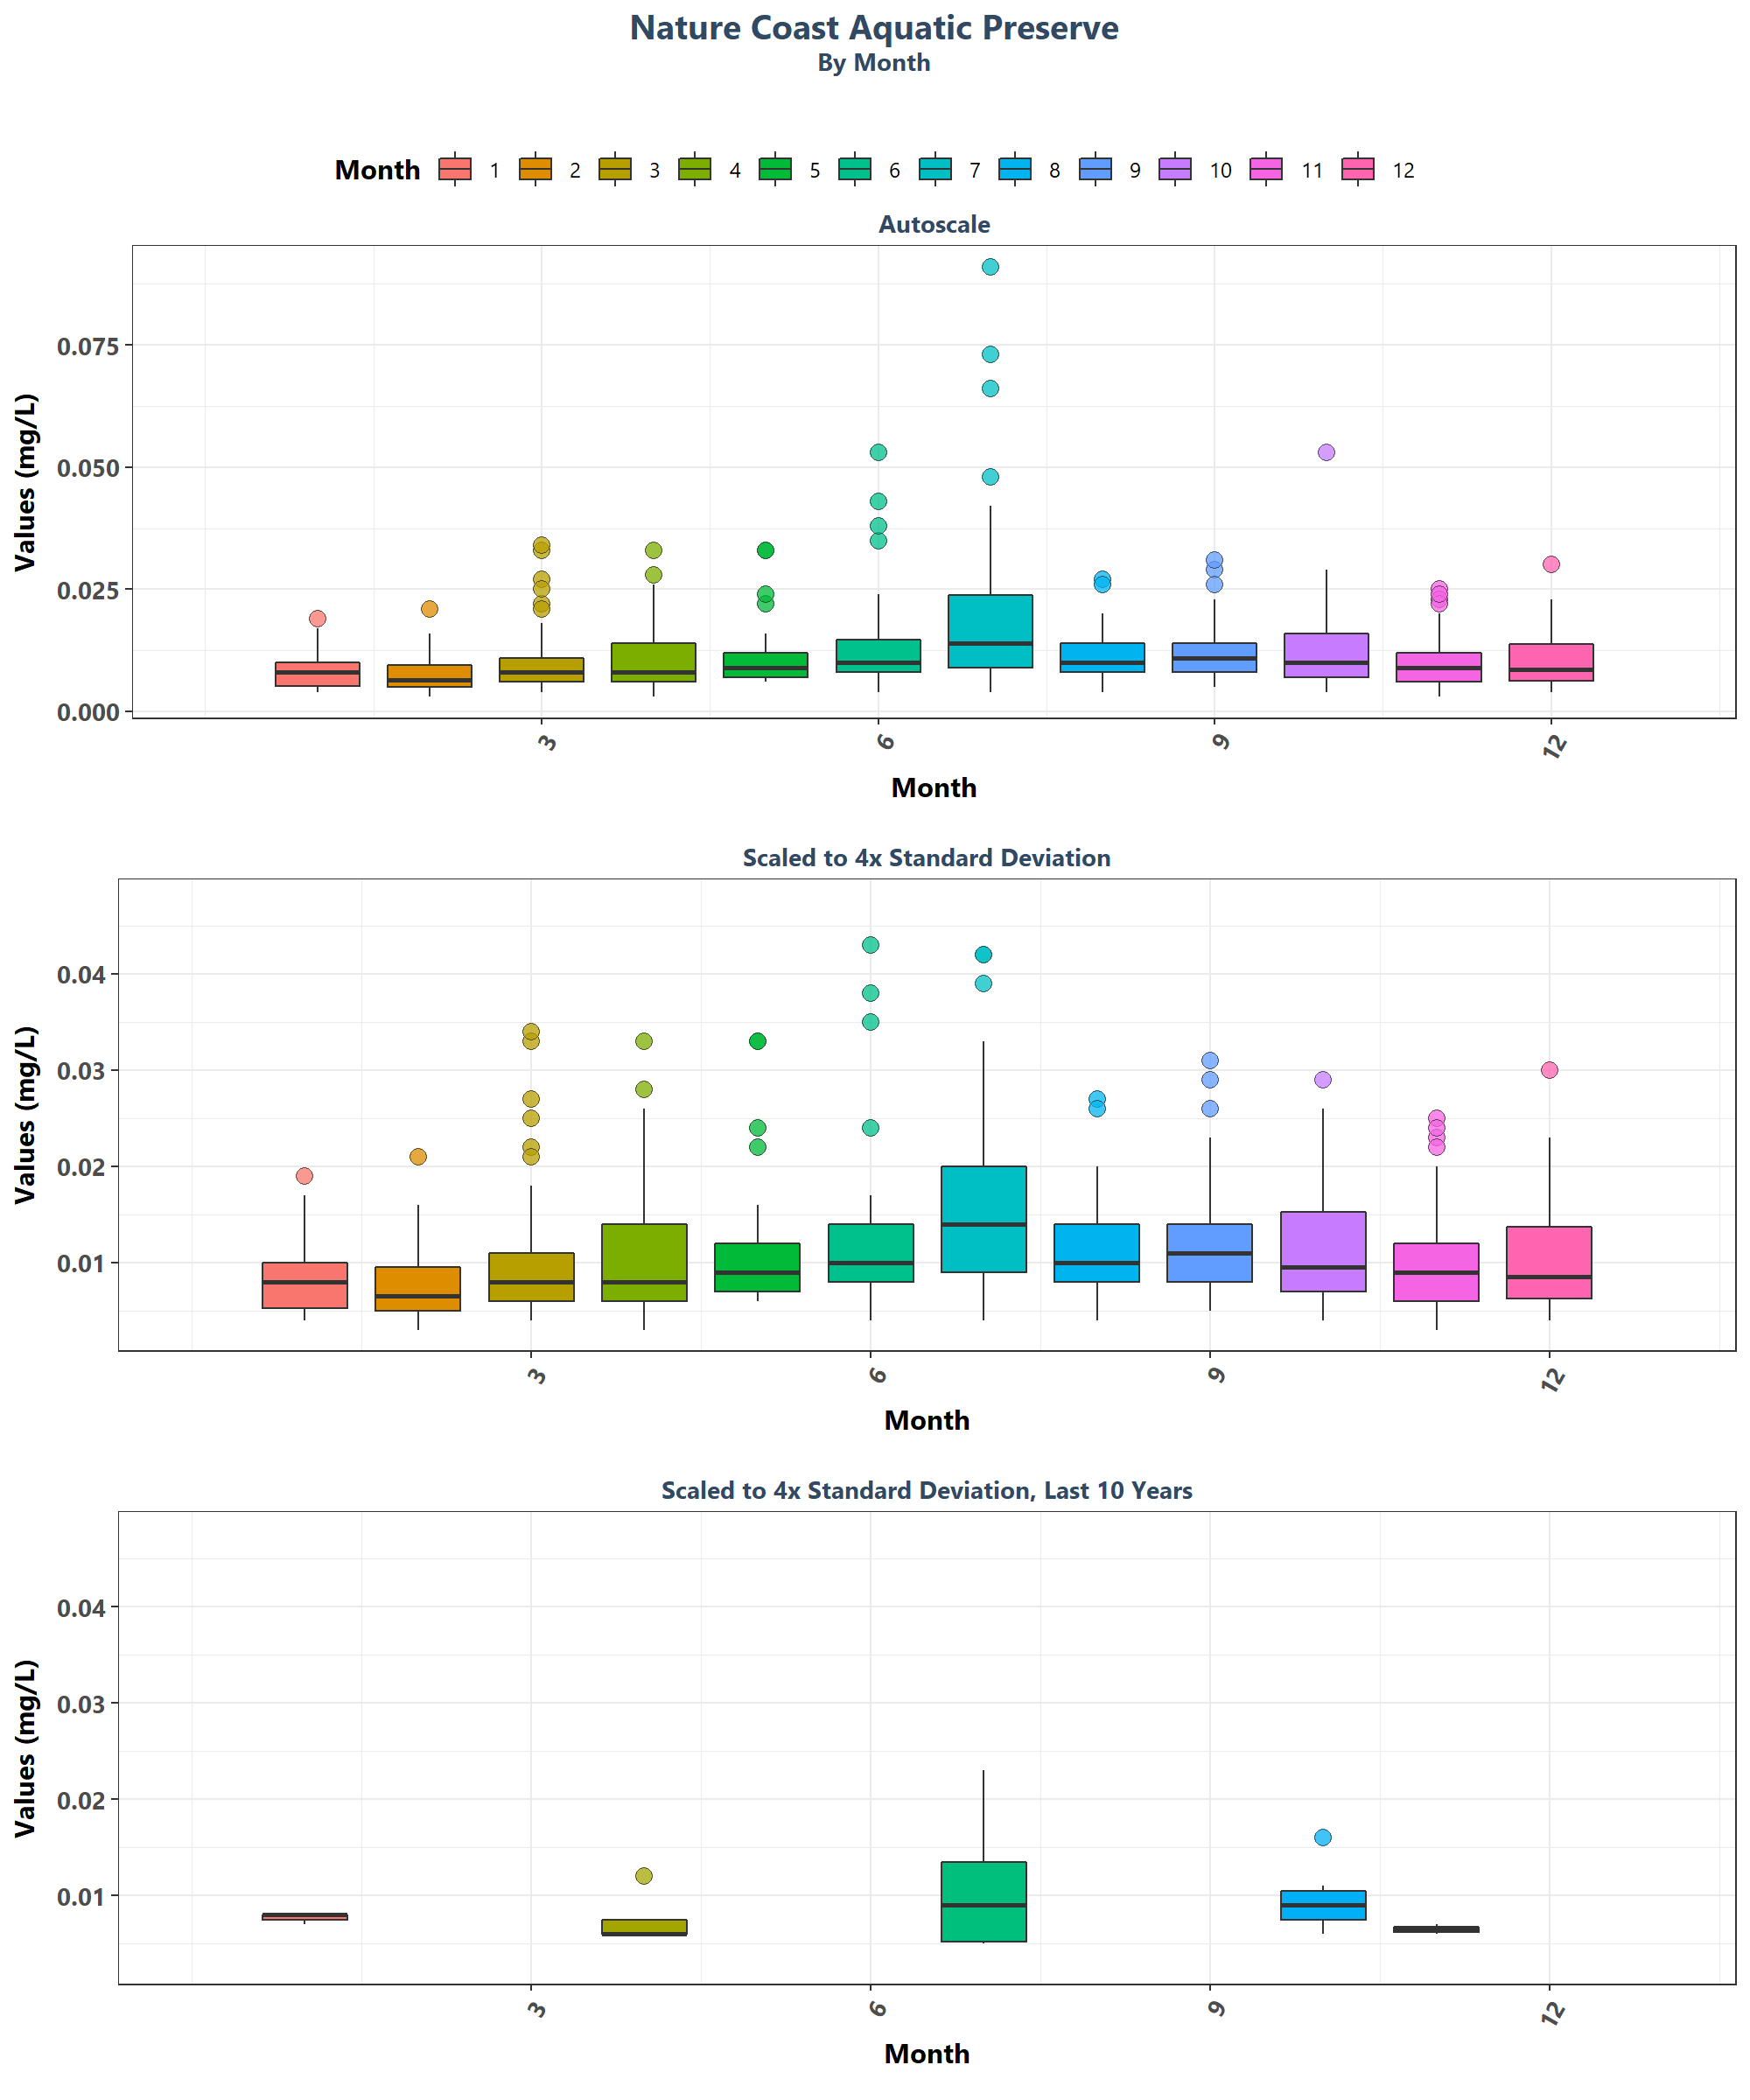 Nature Coast Aquatic Preserve
By Month
Month 1 2 3 4 5 6 7 8 9 10 11 12
Autoscale
Values (mg/L)
0.075
0.050
0.025
0.000
3 6 9 12
Month
Scaled to 4x Standard Deviation
Values (mg/L)
0.04
0.03
0.02
0.01
3 6 9 12
Month
Scaled to 4x Standard Deviation, Last 10 Years
Values (mg/L)
0.04
0.03
0.02
0.01
3 6 9 12
Month